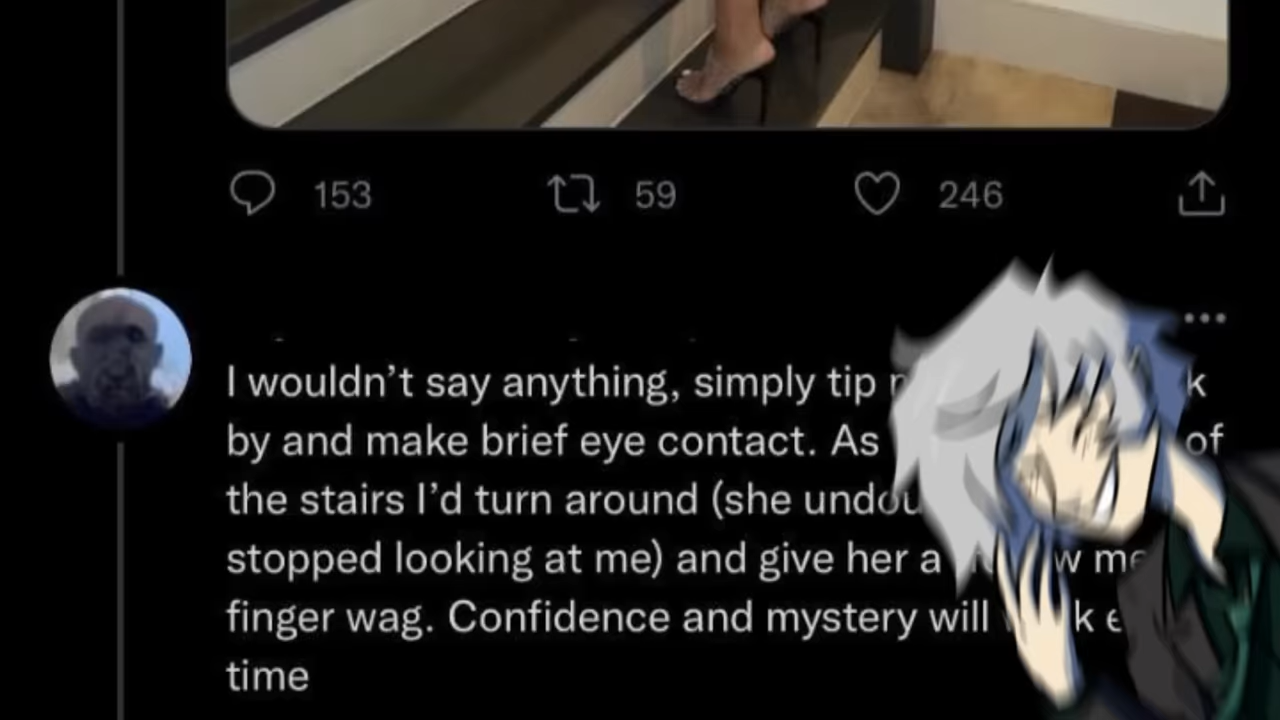 153 59 246
I wouldn’t say anything, simply tip
by and make brief eye contact. As of
the stairs I’d turn around (she
stopped looking at me) and give her a
finger wag. Confidence and mystery will
time